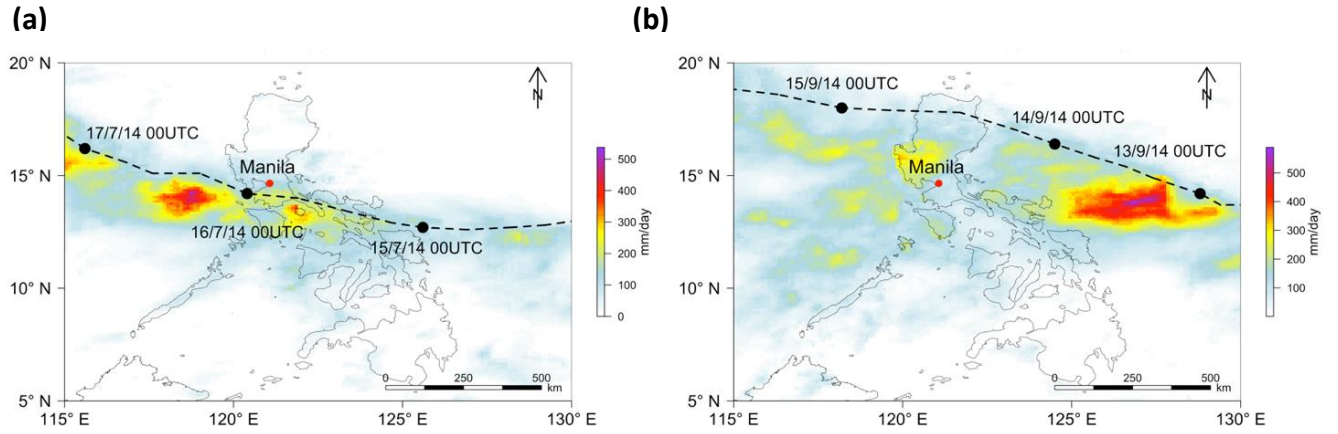 (a)
(b)
20° N
15° N
10° N
5° N
115° E
120° E
125° E
130° E
N
17/7/14 00UTC
Manila
16/7/14 00UTC
15/7/14 00UTC
0
250
500
km
500
400
300
200
100
0
mm/day
20° N
15° N
10° N
5° N
115° E
120° E
125° E
130° E
N
15/9/14 00UTC
14/9/14 00UTC
13/9/14 00UTC
Manila
0
250
500
km
500
400
300
200
100
mm/day